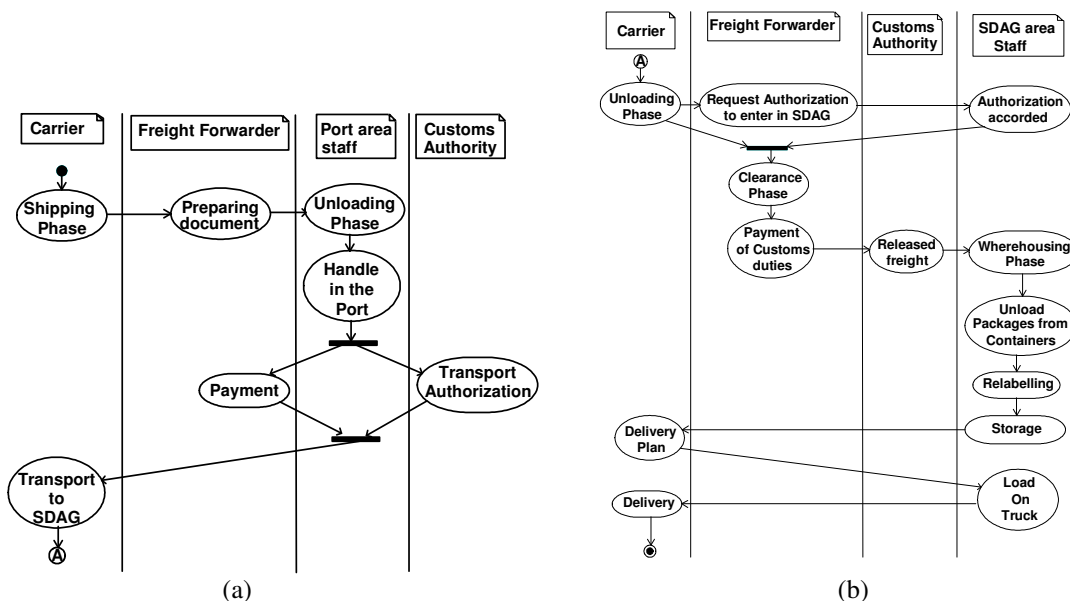 Carrier
Freight Forwarder
Port area
staff
Customs
Authority
Shipping
Phase
Preparing
document
Unloading
Phase
Handle
in the
Port
Payment
Transport
Authorization
Transport
to
SDAG
A
(a)
Carrier
Freight Forwarder
Customs
Authority
SDAG area
Staff
A
Unloading
Phase
Request Authorization
to enter in SDAG
Authorization
accorded
Clearance
Phase
Payment
of Customs
duties
Released
freight
Wherehousing
Phase
Unload
Packages from
Containers
Relabelling
Storage
Delivery
Plan
Load
On
Truck
Delivery
(b)